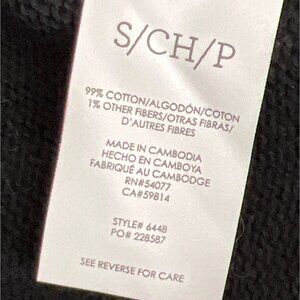 S/CH/P
99% COTTON/ALGODÓN/COTON
1% OTHER FIBERS/OTRAS FIBRAS/
D'AUTRES FIBRES
MADE IN CAMBODIA
HECHO EN CAMBOYA
FABRIQUÉ AU CAMBODGE
RN#54077
CA#59814
STYLE# 6448
PO# 228587
SEE REVERSE FOR CARE